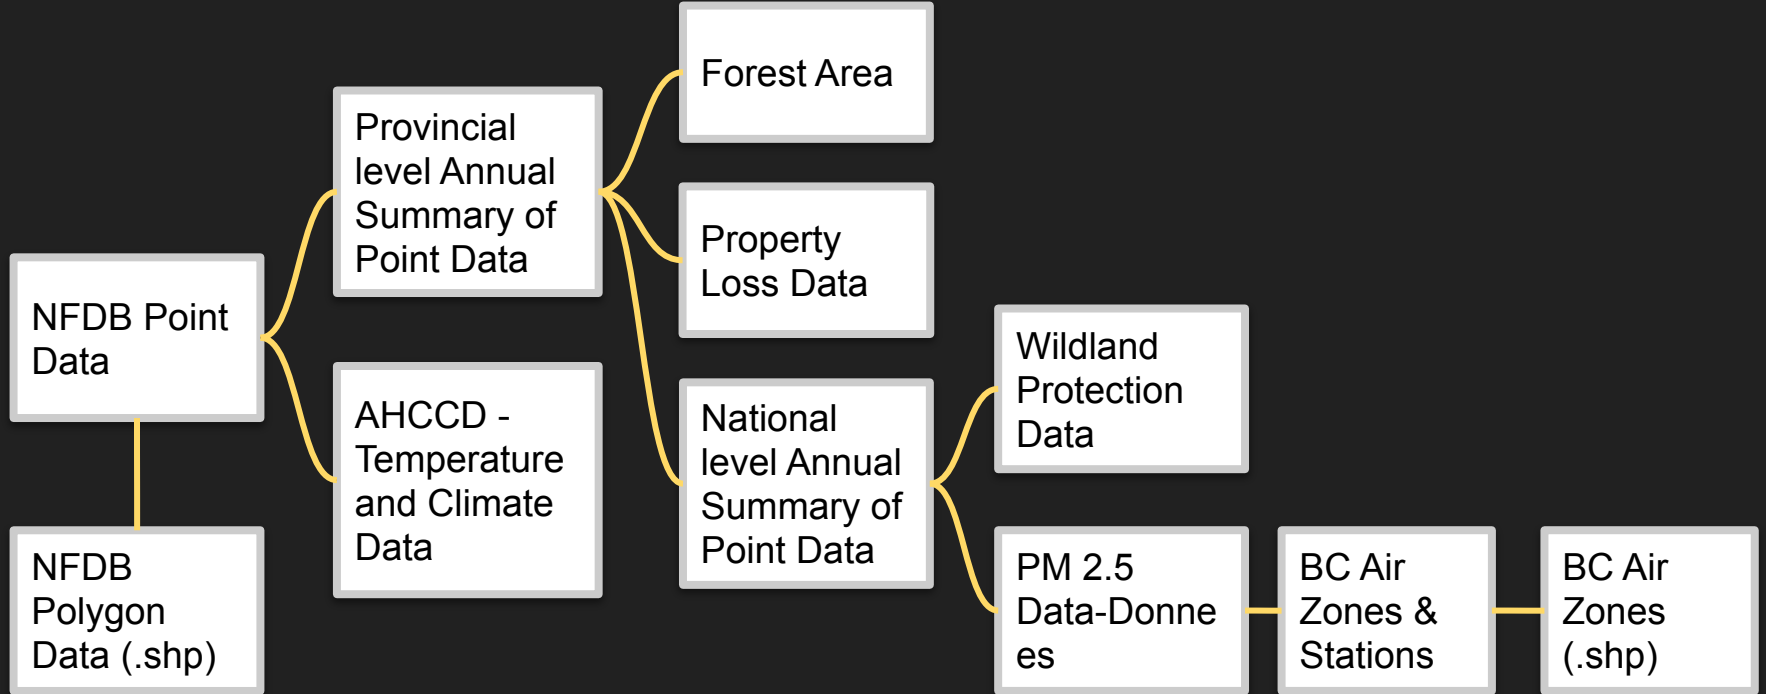 Forest Area
Provincial
level Annual
Summary of
Point Data
Property
Loss Data
NFDB Point
Data
Wildland
Protection
Data
AHCCD -
Temperature
and Climate
Data
National
level Annual
Summary of
Point Data
NFDB
Polygon
Data (.shp)
PM 2.5
Data-Donne
es
BC Air
Zones &
Stations
BC Air
Zones
(.shp)